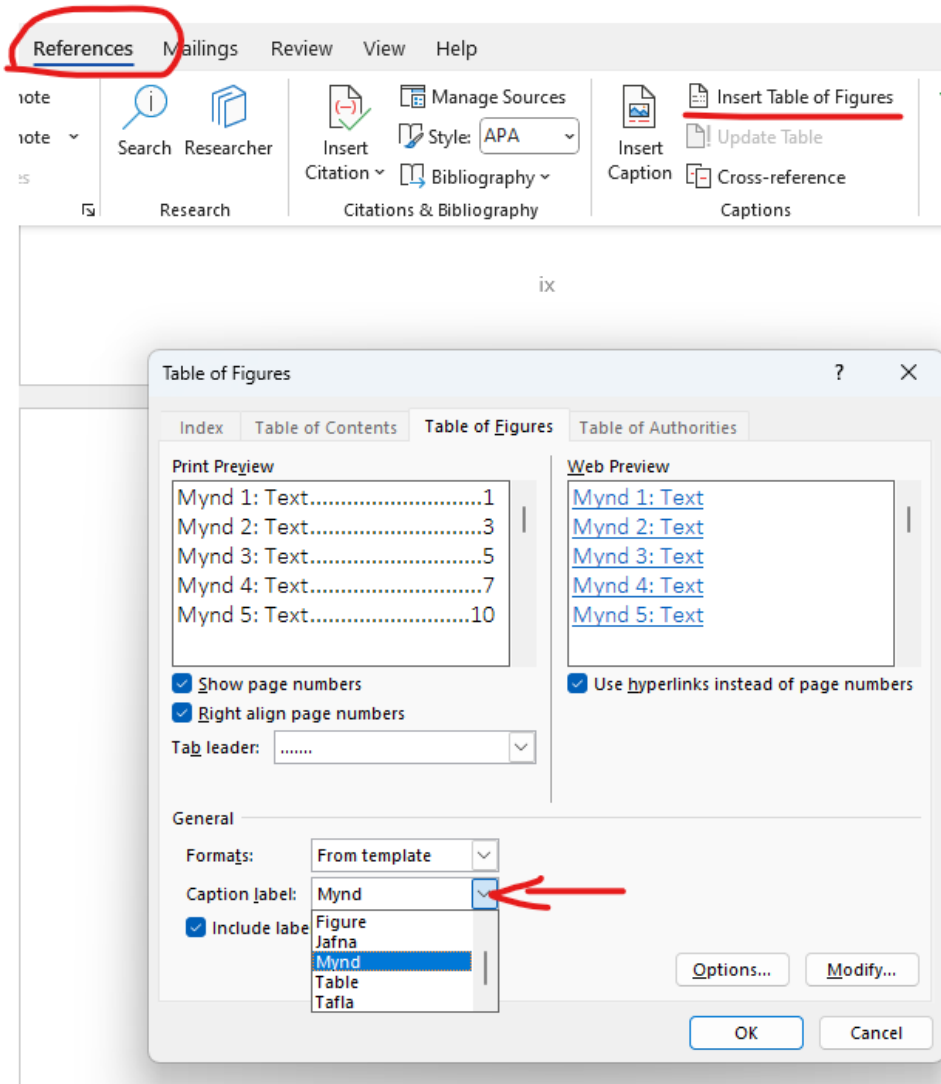 References Mailings Review View Help
note
note
es
Search Researcher
Research
Insert Citation
Manage Sources
Style: APA
Bibliography
Citations & Bibliography
Insert Caption
Insert Table of Figures
Update Table
Cross-reference
Captions
ix
Table of Figures ?
Index Table of Contents Table of Figures Table of Authorities
Print Preview Web Preview
Mynd 1: Text............................1
Mynd 2: Text............................3
Mynd 3: Text............................5
Mynd 4: Text............................7
Mynd 5: Text..........................10
Mynd 1: Text
Mynd 2: Text
Mynd 3: Text
Mynd 4: Text
Mynd 5: Text
Show page numbers
Right align page numbers
Use hyperlinks instead of page numbers
Tab leader: .......
General
Formats: From template
Caption label: Mynd
Include labe
Figure
Jafna
Mynd
Table
Tafla
Options... Modify...
OK Cancel